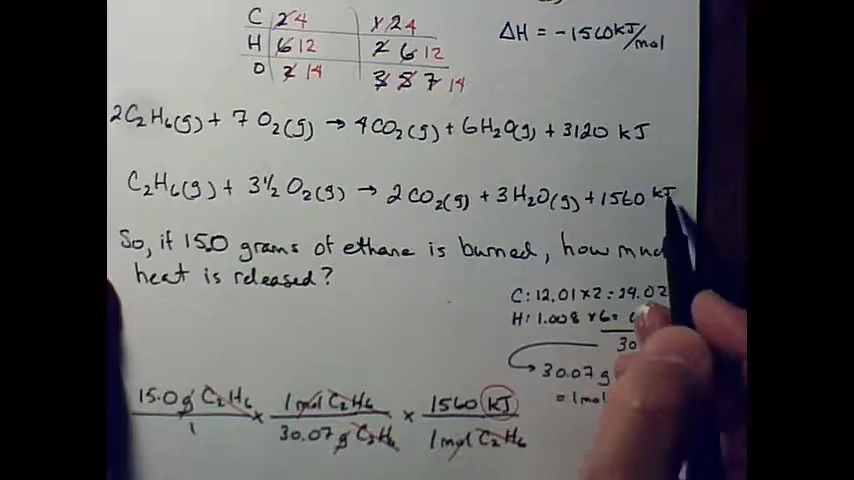 C 2 4 1 2 4
H 6 12 2 6 12
O 2 14 3 5 7 14
ΔH = -1560 kJ/mol
2C₂H₆(g) + 7 O₂(g) → 4CO₂(g) + 6H₂O(g) + 3120 kJ
C₂H₆(g) + 3½ O₂(g) → 2CO₂(g) + 3H₂O(g) + 1560 kJ
So, if 15.0 grams of ethane is burned, how muc
heat is released?
C: 12.01 x 2 = 24.02
H: 1.008 x 6 =
30
30.07 g
= 1 mol
15.0 g C₂H₆ x 1 mol C₂H₆ x 1560 kJ
1 30.07 g C₂H₆ 1 mol C₂H₆